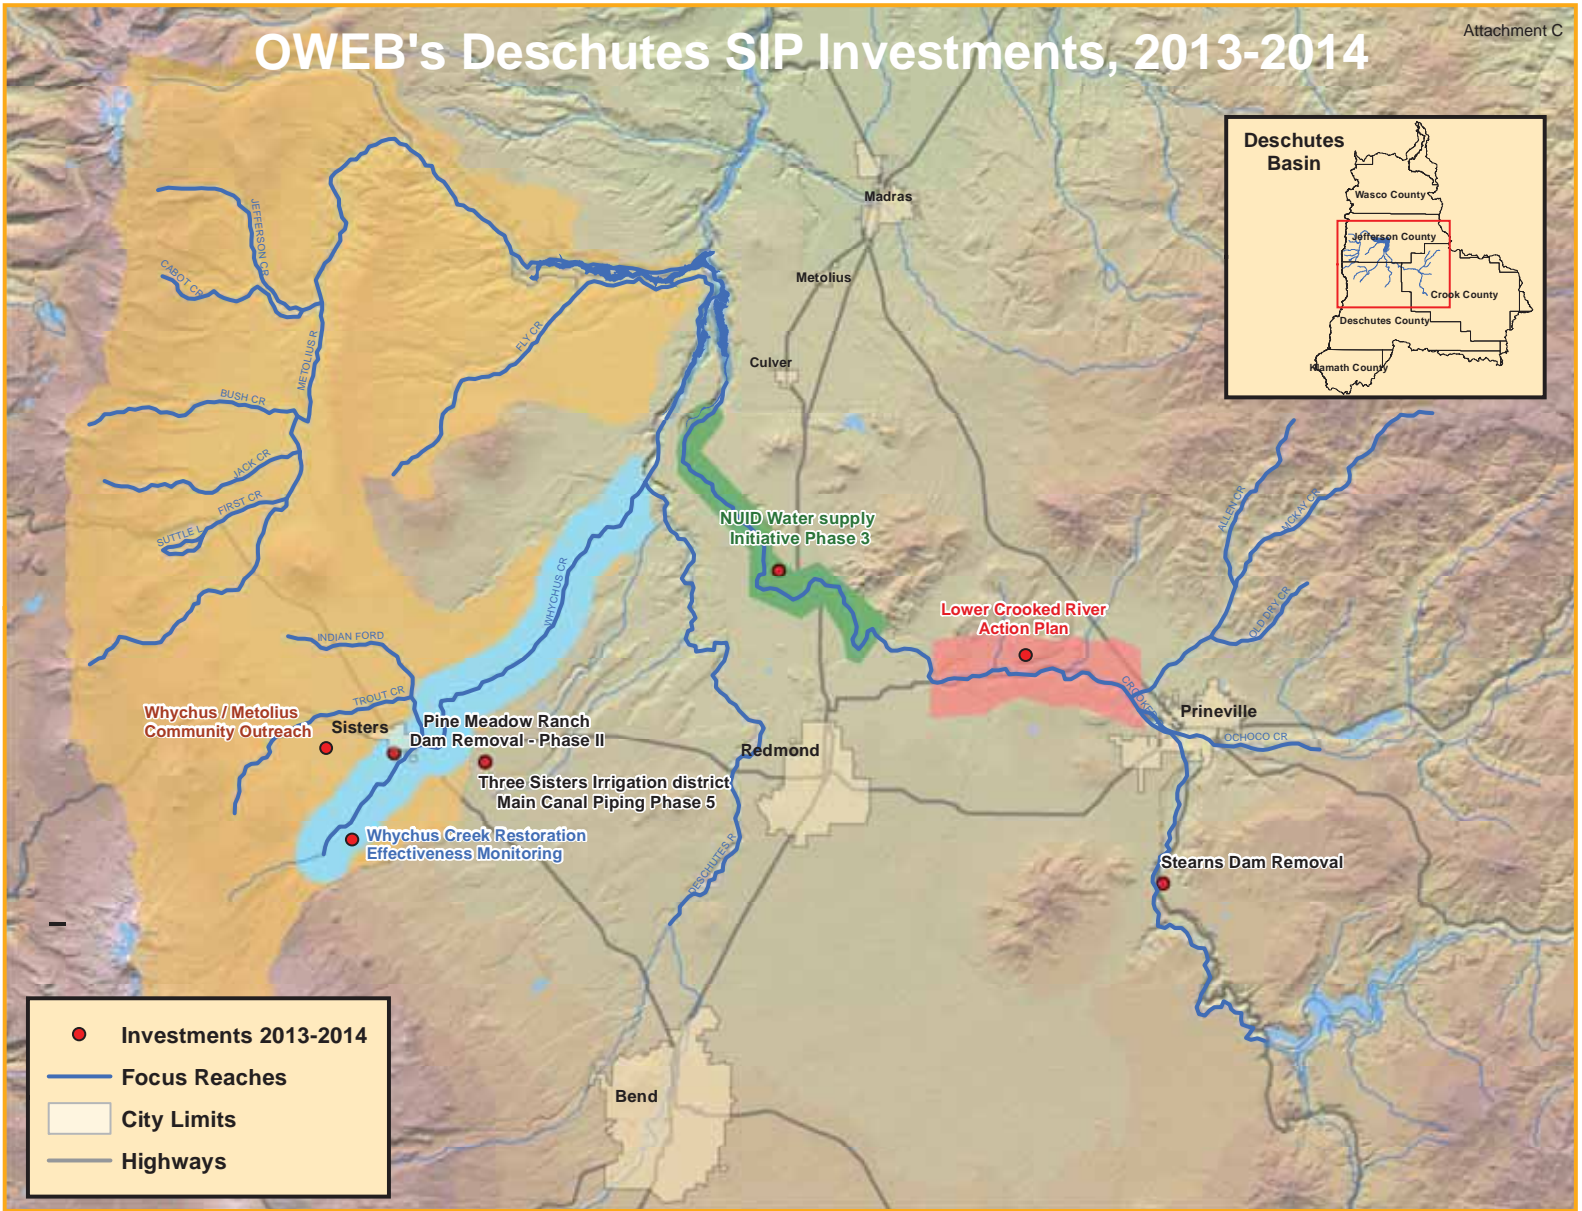 Attachment C
OWEB's Deschutes SIP Investments, 2013-2014
Deschutes
Basin
Wasco County
Jefferson County
Crook County
Deschutes County
Klamath County
Madras
Metolius
Culver
JEFFERSON CR
CABOT CR
METOLIUS R
FLY CR
BUSH CR
JACK CR
FIRST CR
SUTTLE L
ALLEN CR
MCKAY CR
NUID Water supply
Initiative Phase 3
WHYCHUS CR
OLD DRY CR
Lower Crooked River
Action Plan
INDIAN FORD
TROUT CR
Whychus / Metolius
Community Outreach
Sisters
Pine Meadow Ranch
Dam Removal - Phase II
Prineville
OCHOCO CR
Redmond
Three Sisters Irrigation district
Main Canal Piping Phase 5
Whychus Creek Restoration
Effectiveness Monitoring
DESCHUTES R
Stearns Dam Removal
Bend
Investments 2013-2014
Focus Reaches
City Limits
Highways